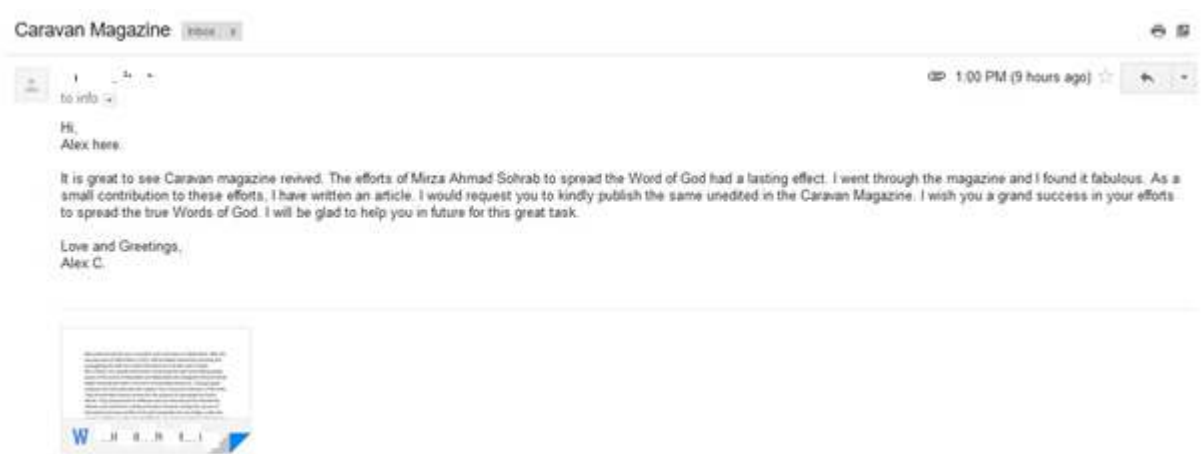 Caravan Magazine Inbox x
1:00 PM (9 hours ago)
to info
Hi,
Alex here.
It is great to see Caravan magazine revived. The efforts of Mirza Ahmad Sohrab to spread the Word of God had a lasting effect. I went through the magazine and I found it fabulous. As a
small contribution to these efforts, I have written an article. I would request you to kindly publish the same unedited in the Caravan Magazine. I wish you a grand success in your efforts
to spread the true Words of God. I will be glad to help you in future for this great task.
Love and Greetings,
Alex C.
W